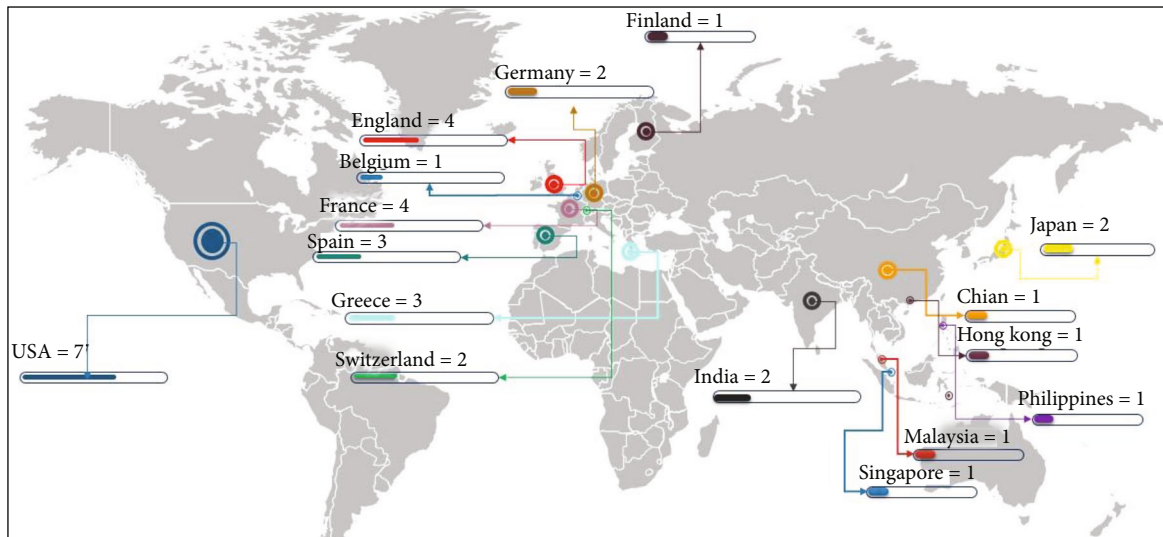 Finland = 1
Germany = 2
England = 4
Belgium = 1
France = 4
Spain = 3
Japan = 2
Greece = 3
Chian = 1
Hong kong = 1
USA = 7'
Switzerland = 2
India = 2
Philippines = 1
Malaysia = 1
Singapore = 1